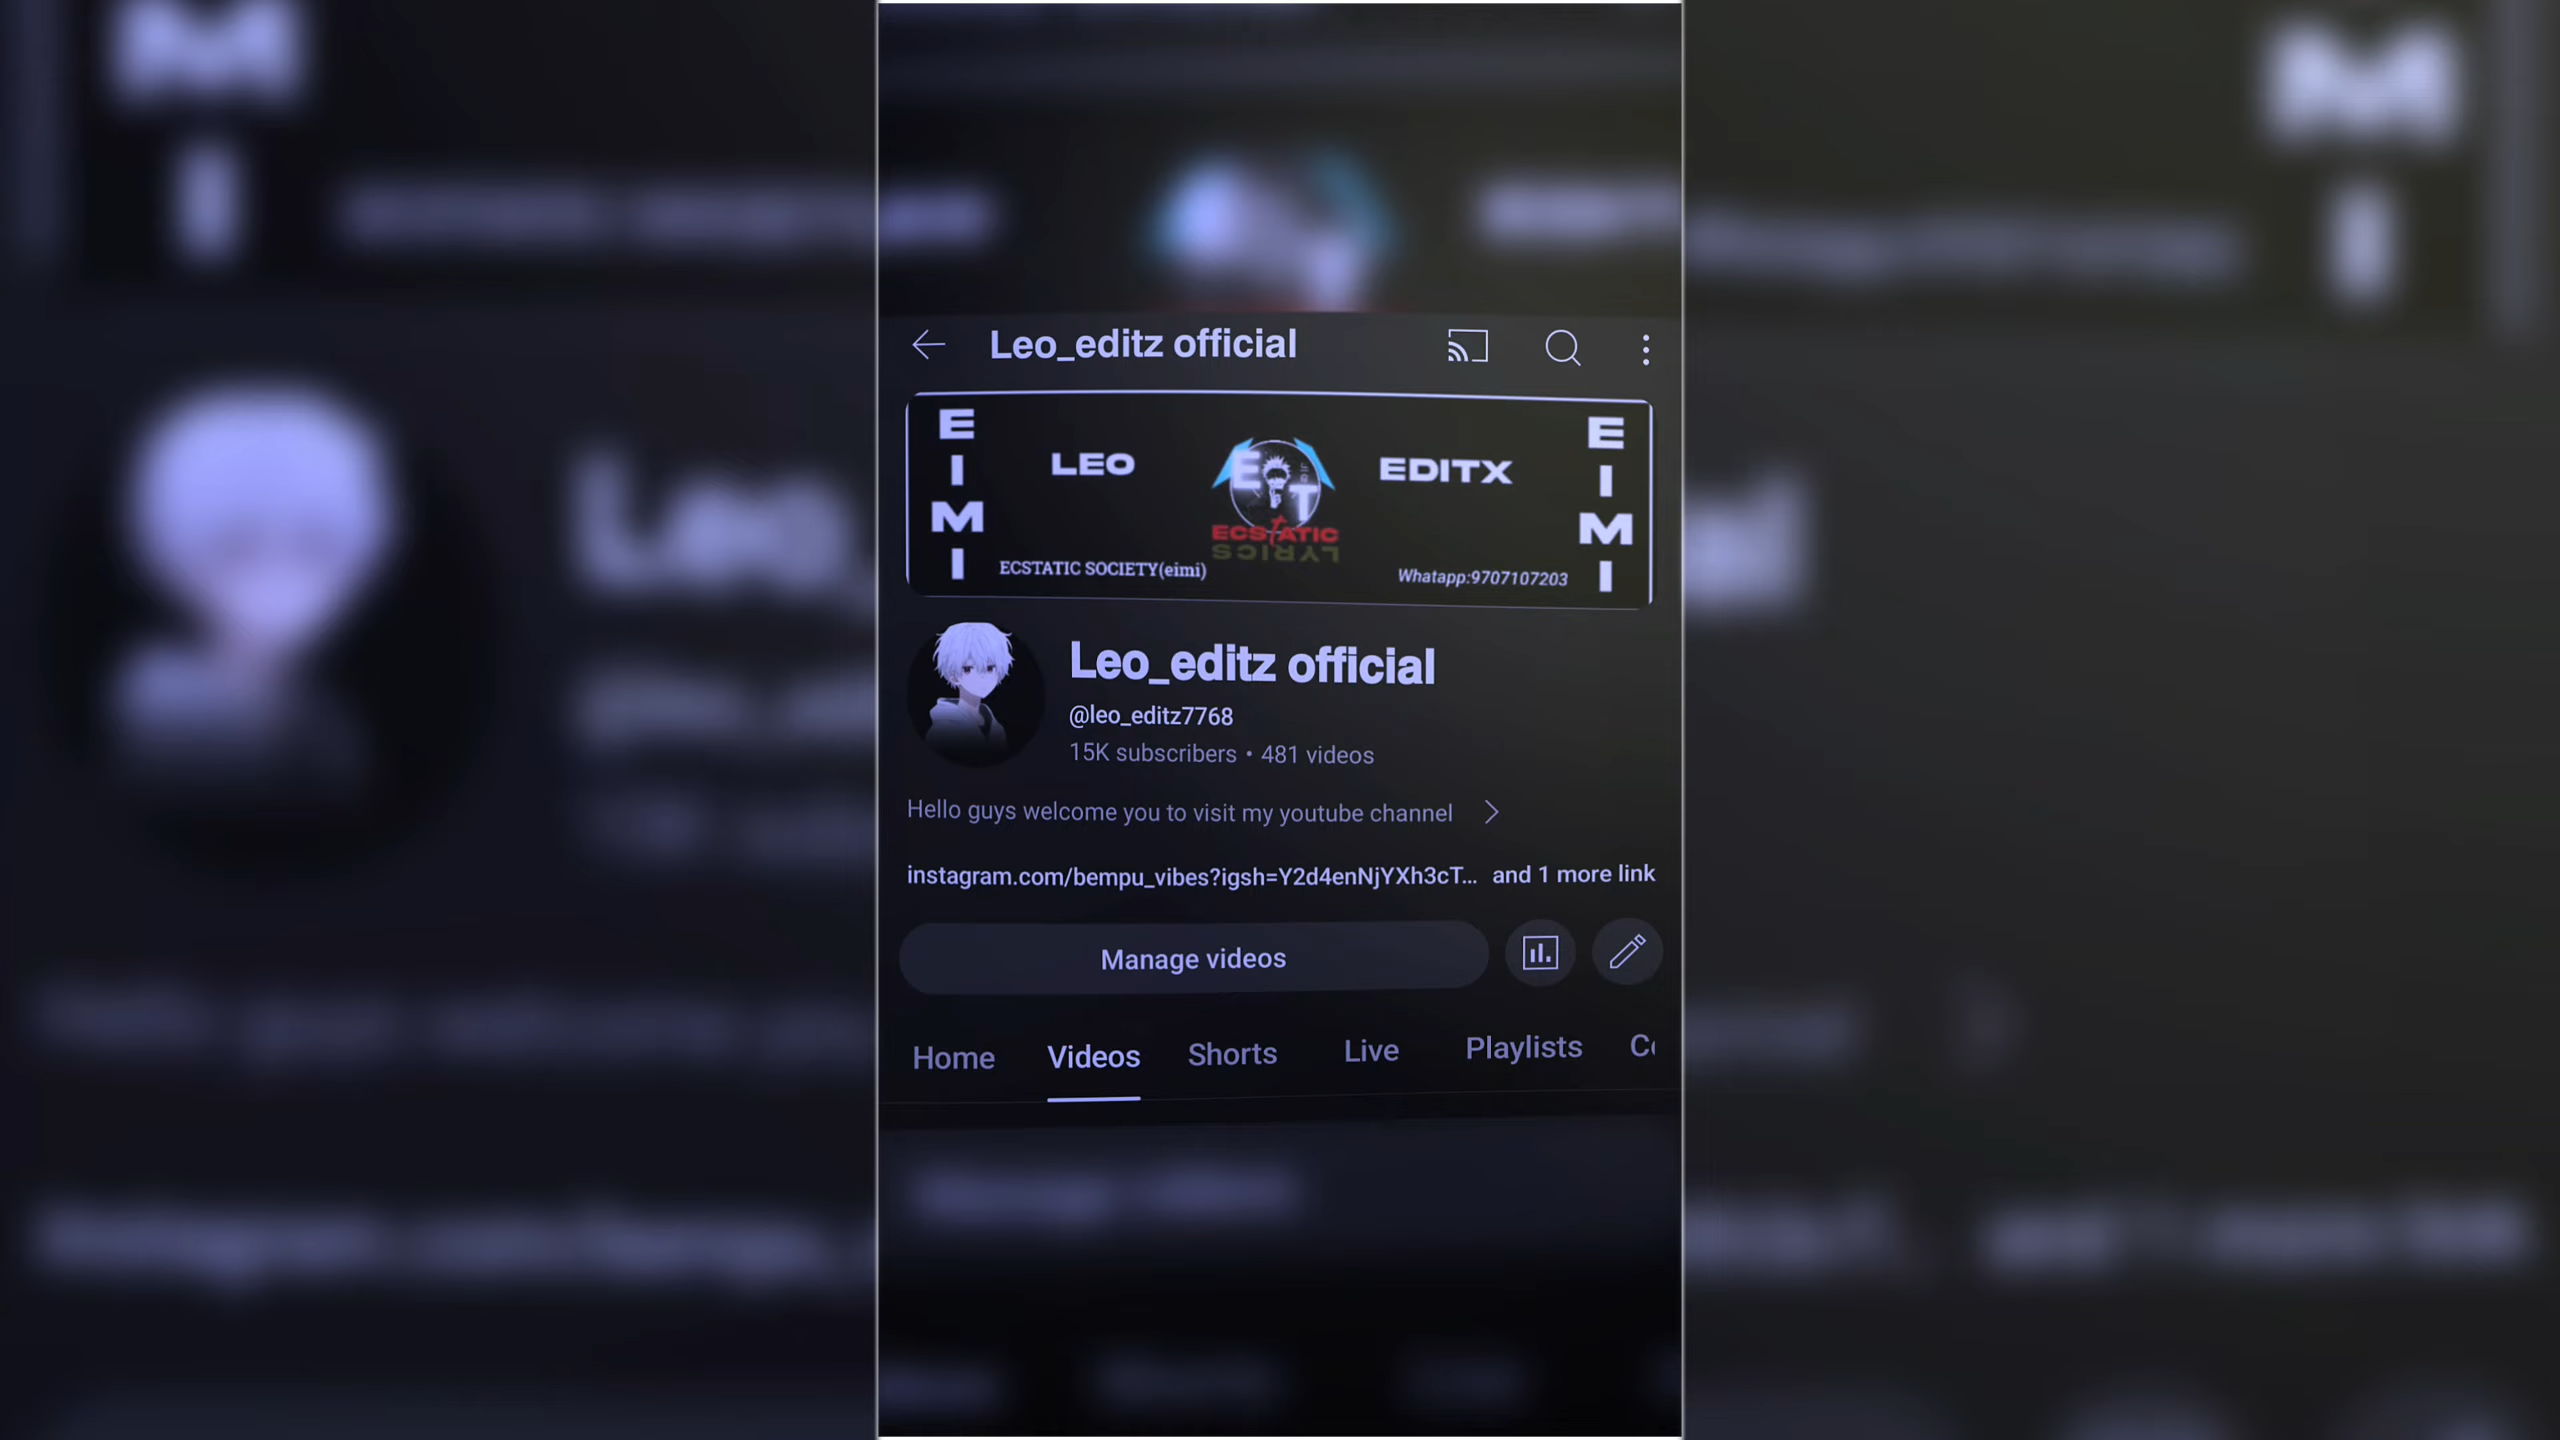 Leo_editz official
E
I
M
I
LEO
EDITX
E
I
M
I
E
T
ECSTATIC
LYRICS
ECSTATIC SOCIETY(eimi)
Whatapp:9707107203
Leo_editz official
@leo_editz7768
15K subscribers • 481 videos
Hello guys welcome you to visit my youtube channel
instagram.com/bempu_vibes?igsh=Y2d4enNjYXh3cT... and 1 more link
Manage videos
Home Videos Shorts Live Playlists